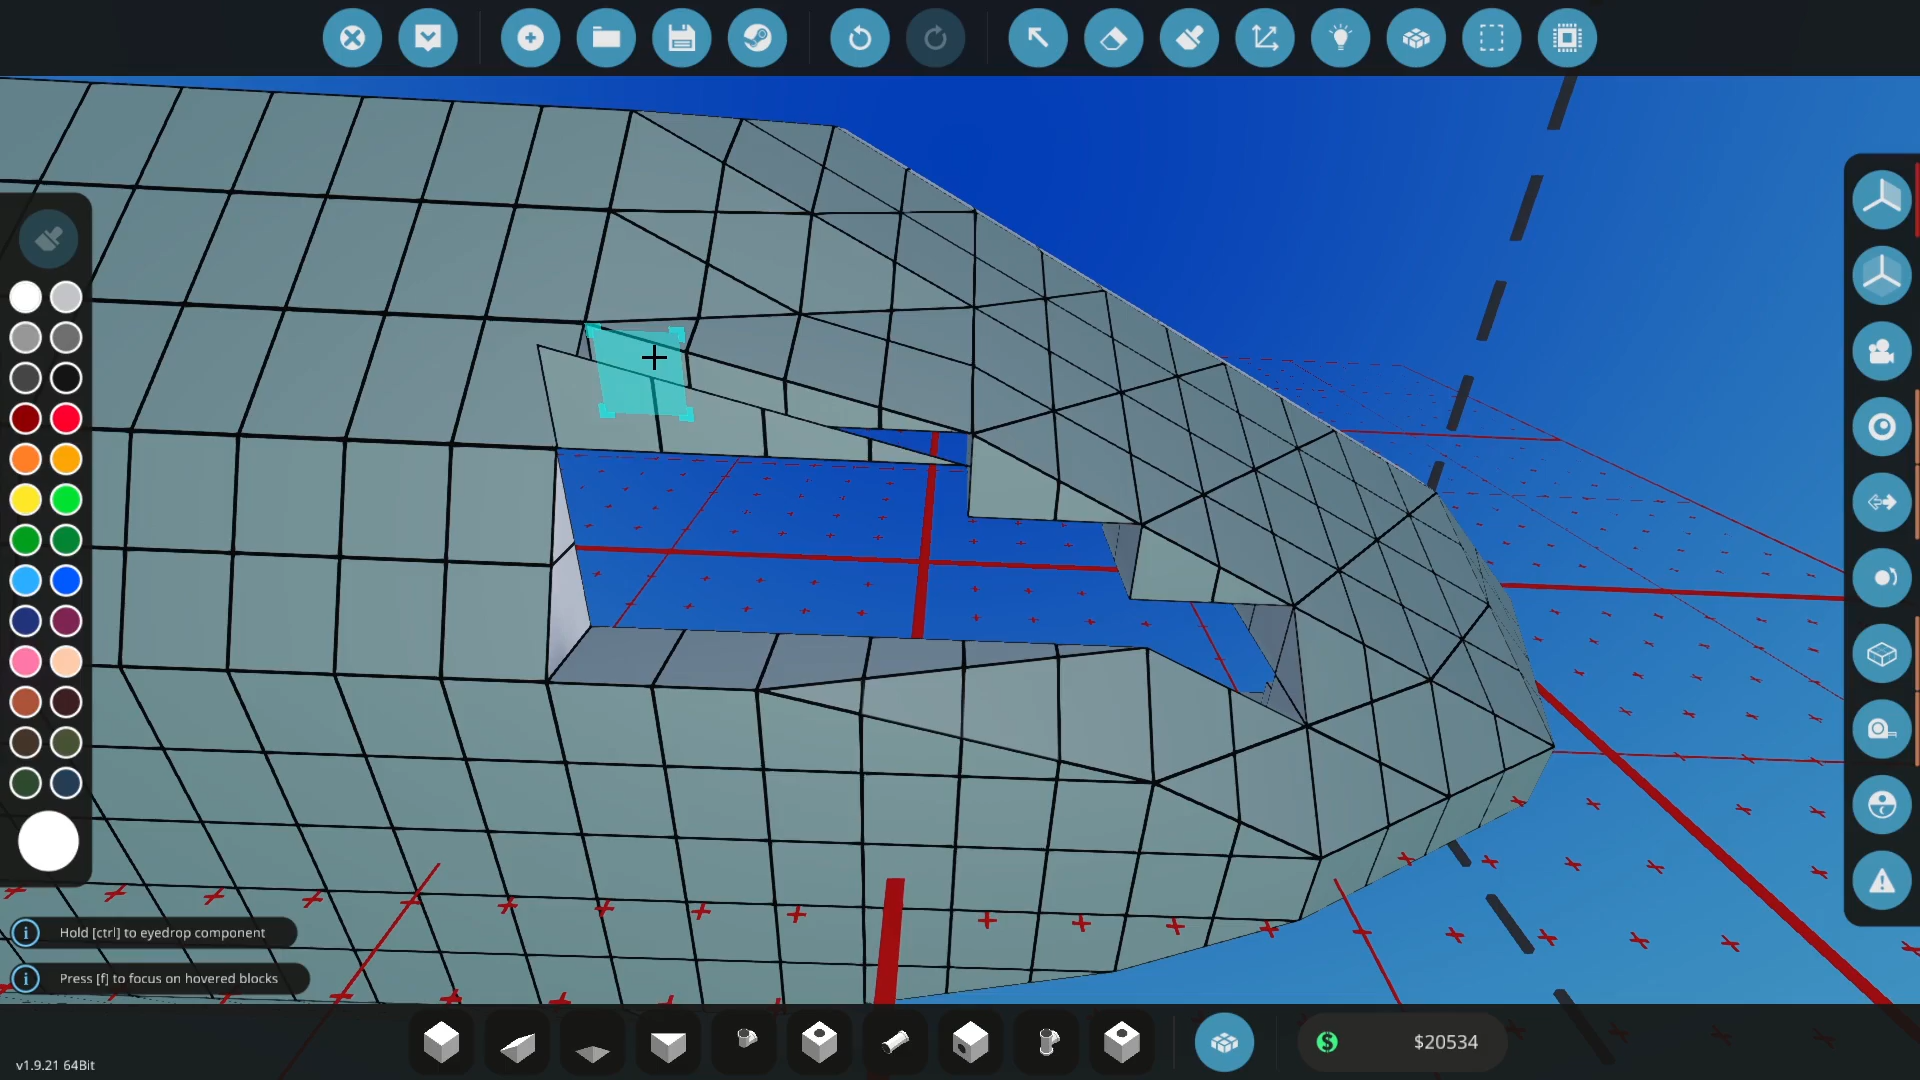 Hold [ctrl] to eyedrop component
Press [f] to focus on hovered blocks
$ $20534
v1.9.21 64Bit